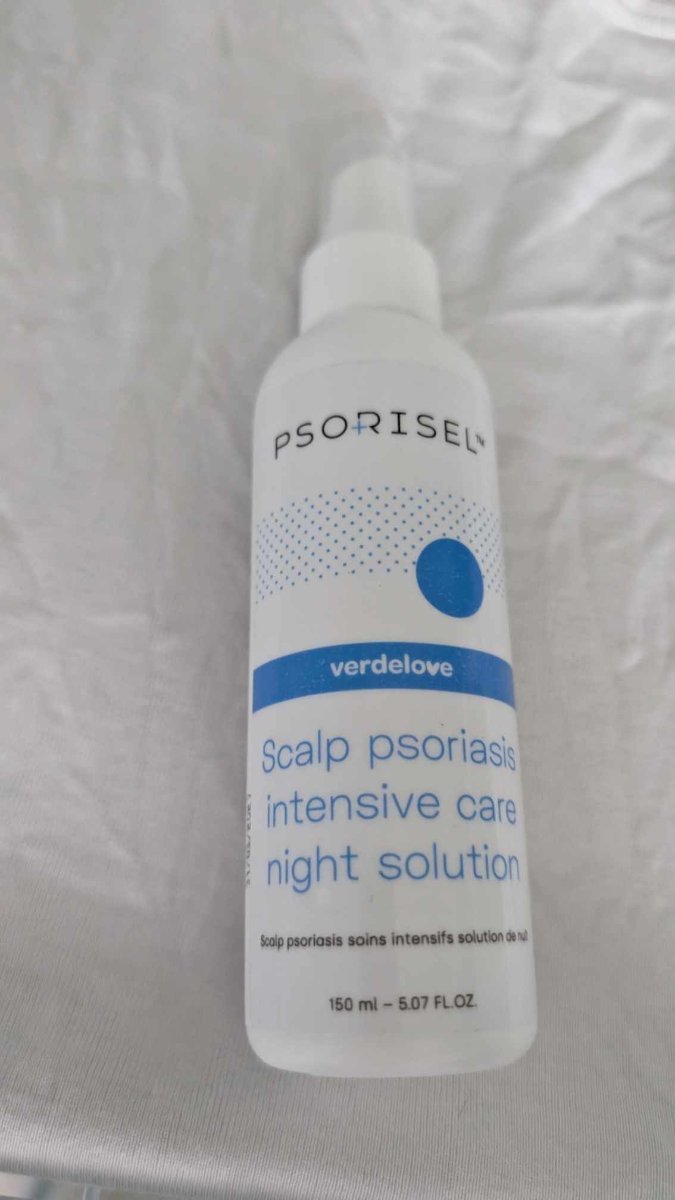 PSORISEL™
verdelove
Scalp psoriasis
intensive care
night solution
Scalp psoriasis soins intensifs solution de nuit
150 ml – 5.07 FL.OZ.